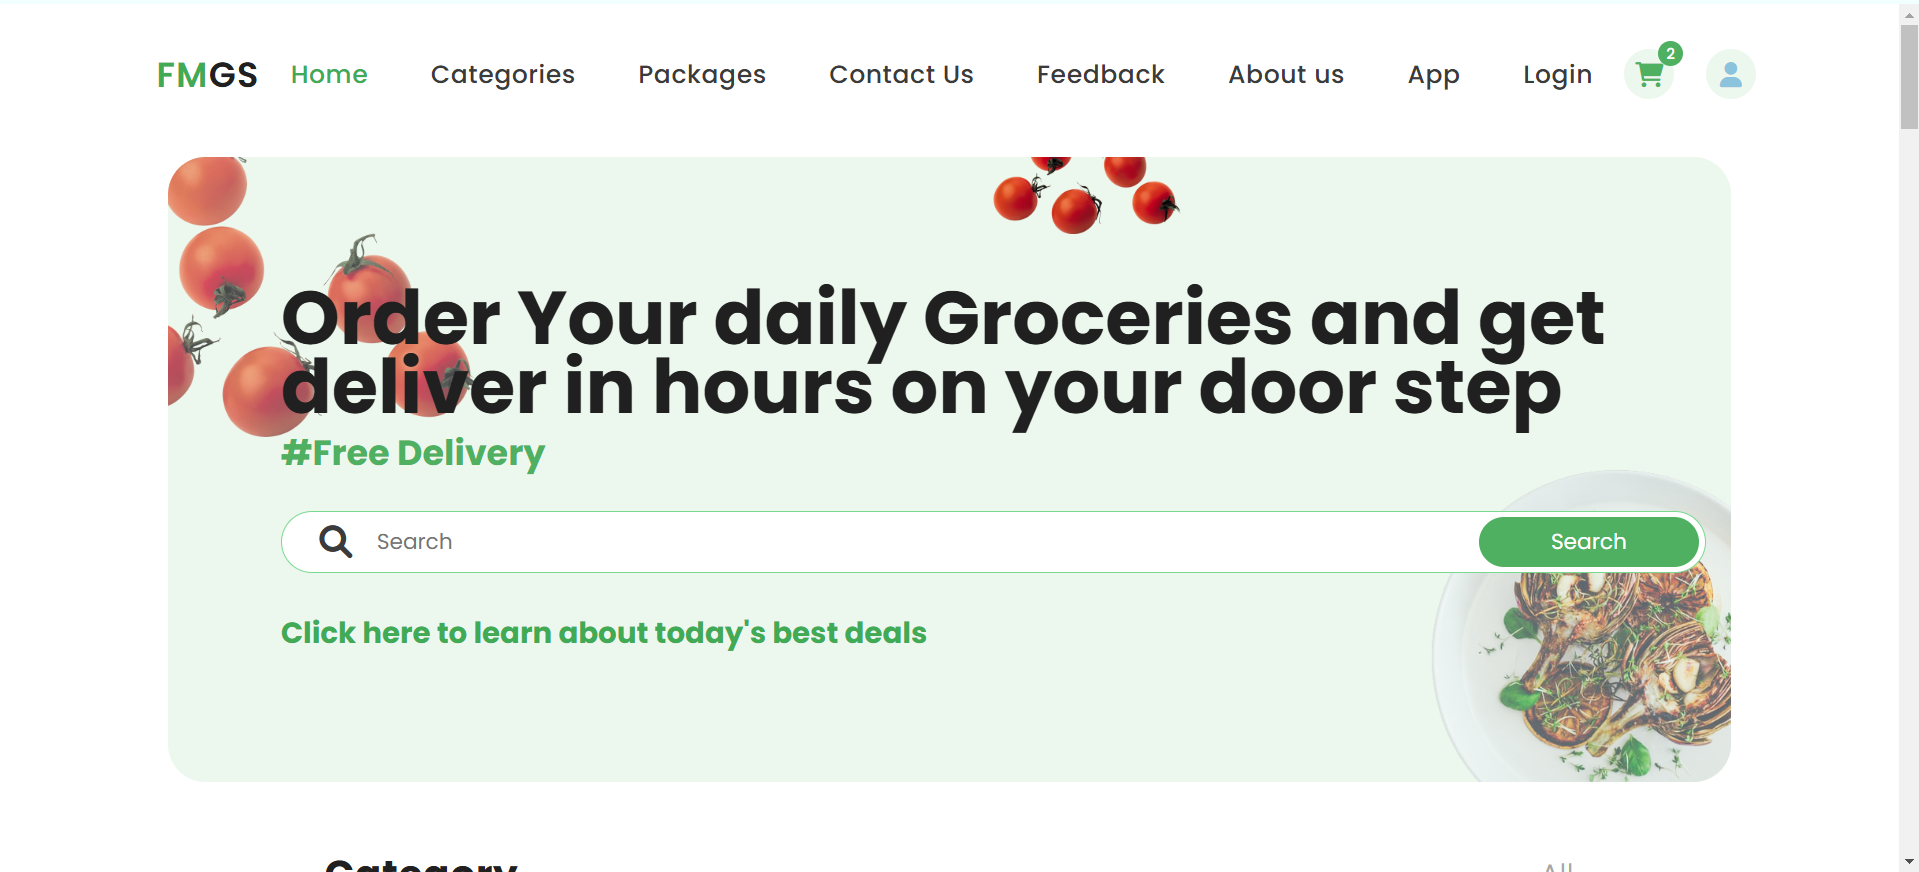 FMGS Home Categories Packages Contact Us Feedback About us App Login 2
Order Your daily Groceries and get
deliver in hours on your door step
#Free Delivery
Search Search
Click here to learn about today's best deals
Category All